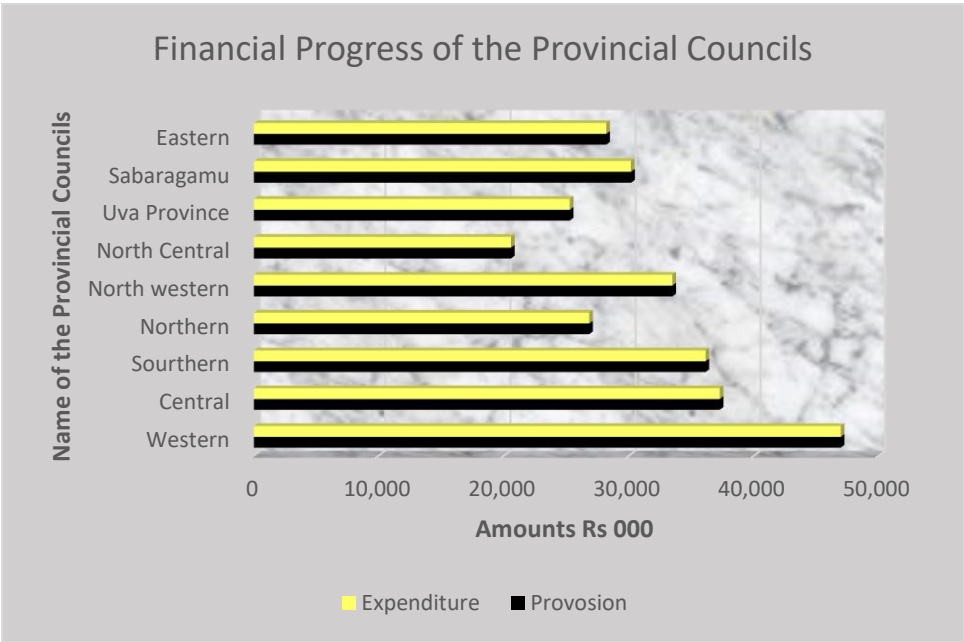 Financial Progress of the Provincial Councils
Name of the Provincial Councils
Eastern
Sabaragamu
Uva Province
North Central
North western
Northern
Sourthern
Central
Western
0 10,000 20,000 30,000 40,000 50,000
Amounts Rs 000
Expenditure Provosion